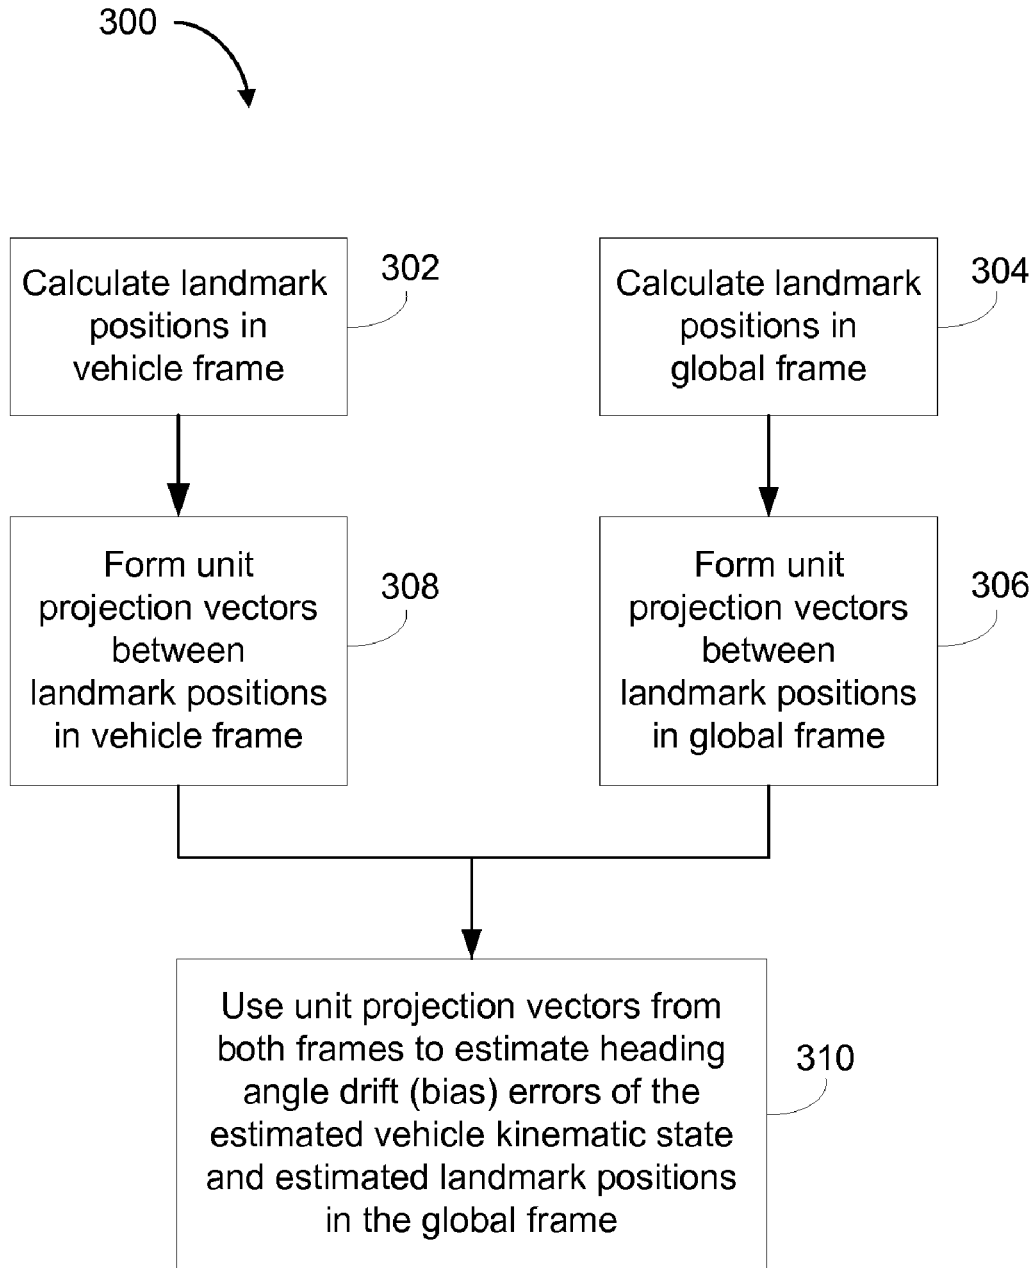 300
Calculate landmark
positions in
vehicle frame
302
Calculate landmark
positions in
global frame
304
Form unit
projection vectors
between
landmark positions
in vehicle frame
308
Form unit
projection vectors
between
landmark positions
in global frame
306
Use unit projection vectors from
both frames to estimate heading
angle drift (bias) errors of the
estimated vehicle kinematic state
and estimated landmark positions
in the global frame
310